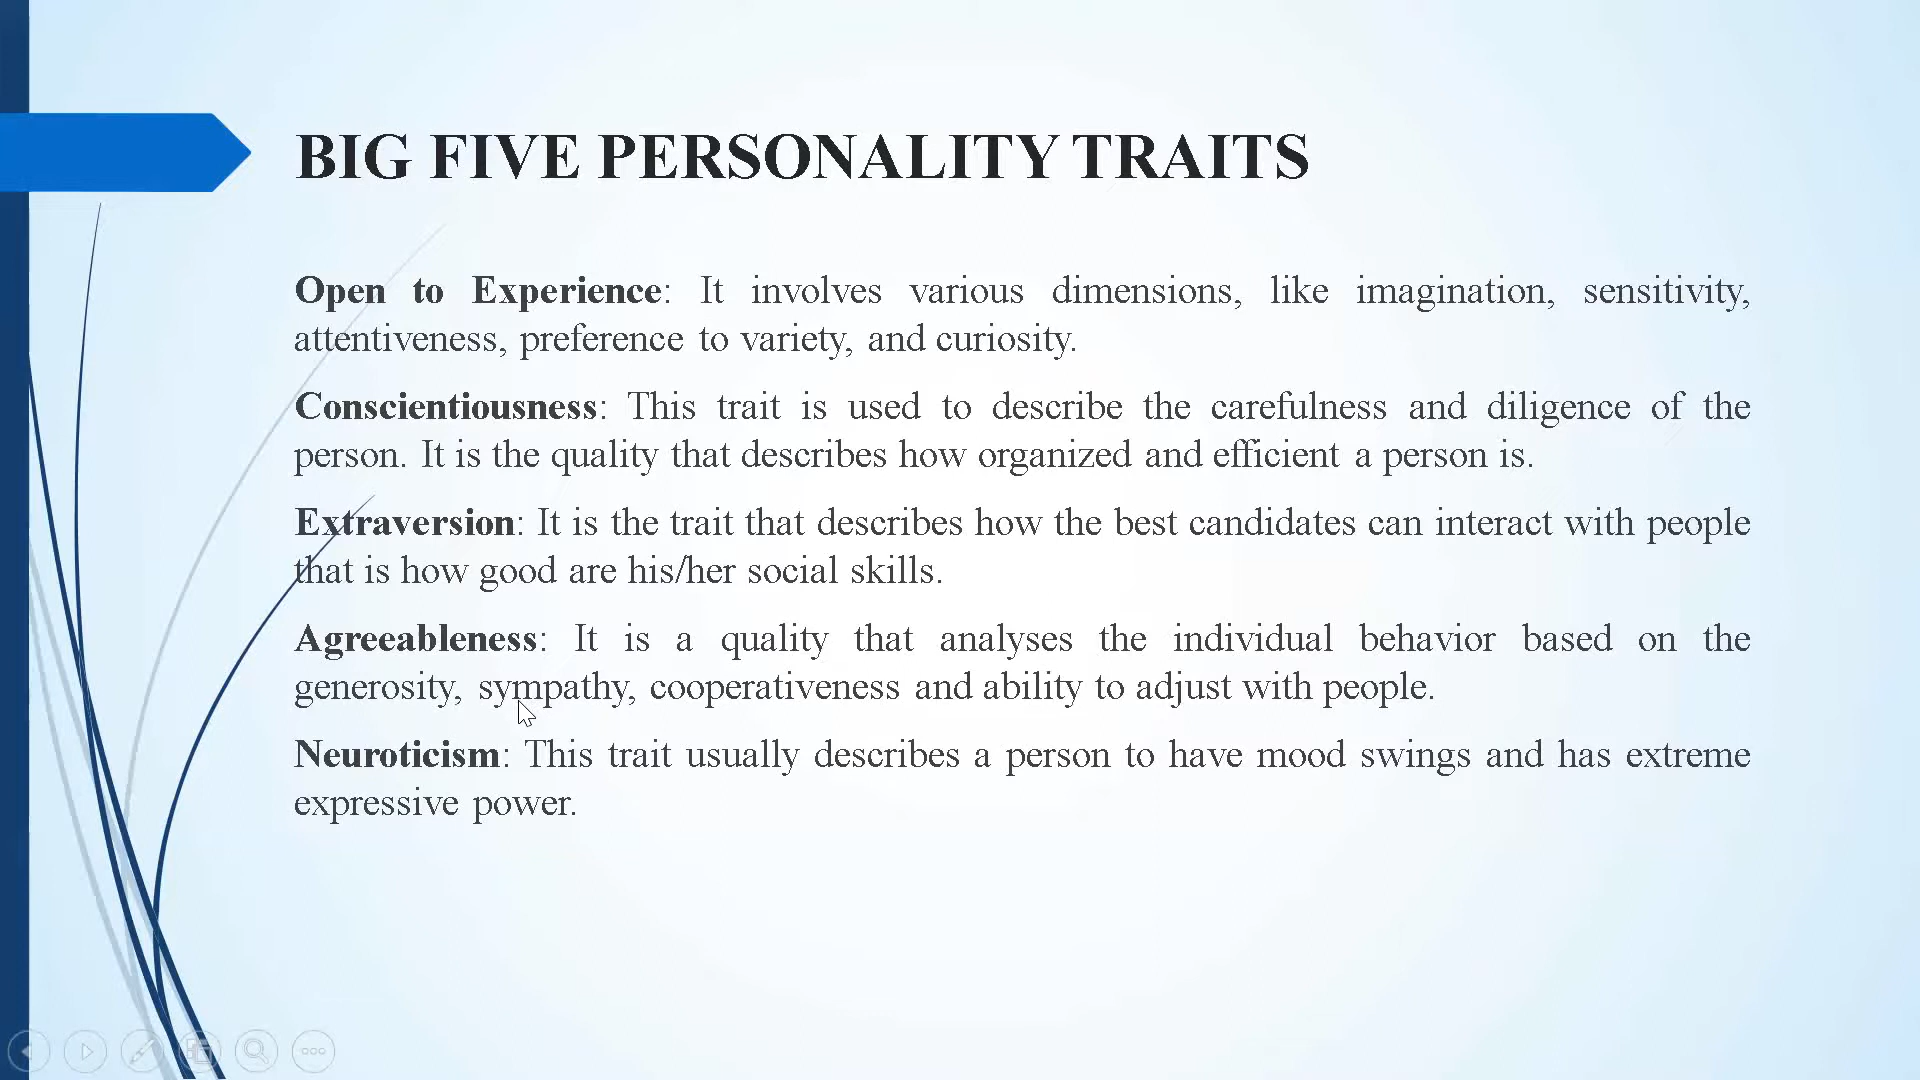 BIG FIVE PERSONALITY TRAITS
Open to Experience: It involves various dimensions, like imagination, sensitivity,
attentiveness, preference to variety, and curiosity.
Conscientiousness: This trait is used to describe the carefulness and diligence of the
person. It is the quality that describes how organized and efficient a person is.
Extraversion: It is the trait that describes how the best candidates can interact with people
that is how good are his/her social skills.
Agreeableness: It is a quality that analyses the individual behavior based on the
generosity, sympathy, cooperativeness and ability to adjust with people.
Neuroticism: This trait usually describes a person to have mood swings and has extreme
expressive power.